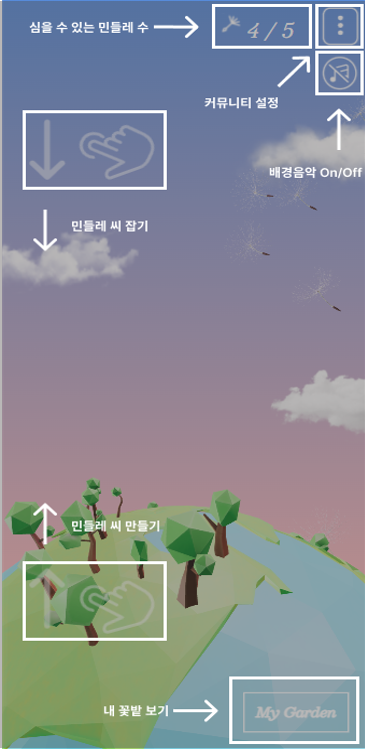 심을 수 있는 민들레 수
4/5
커뮤니티 설정
배경음악 On/Off
민들레 씨 잡기
민들레 씨 만들기
내 꽃밭 보기
My Garden